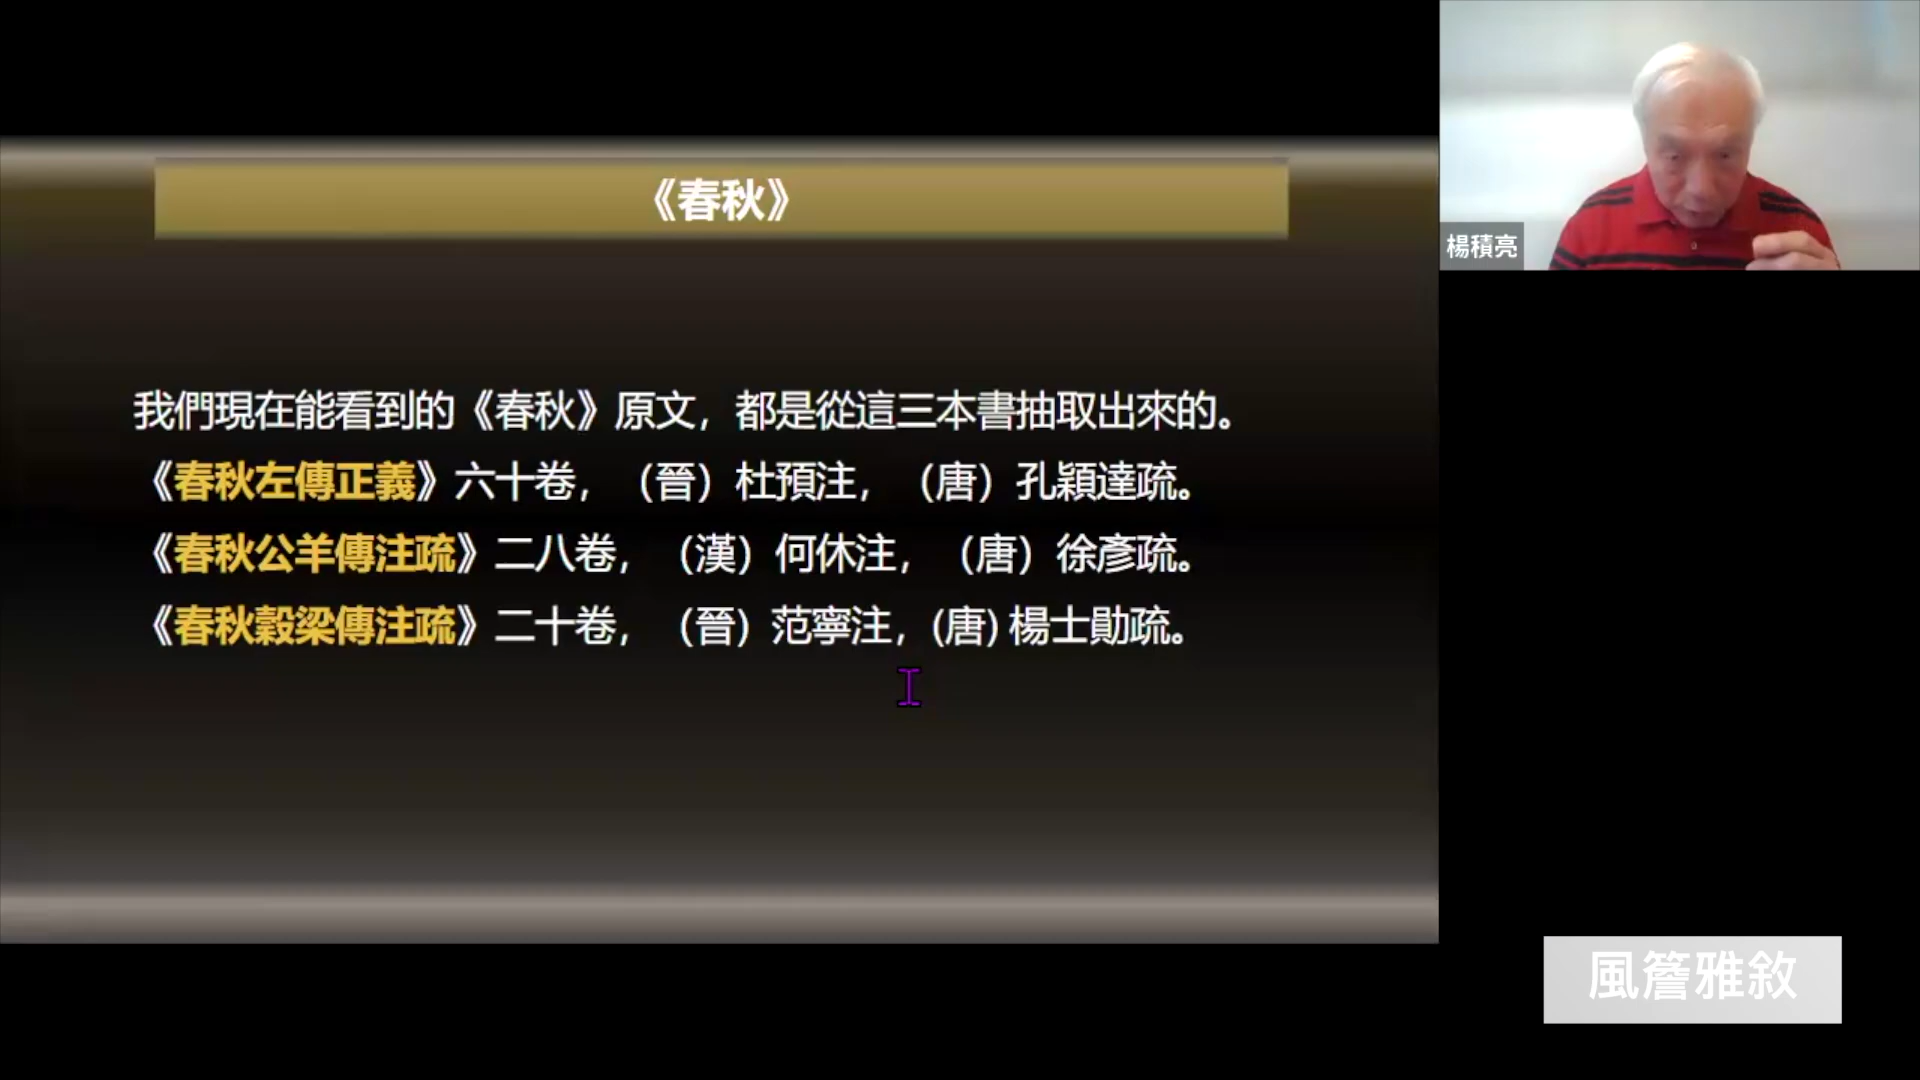 《春秋》
我們現在能看到的《春秋》原文，都是從這三本書抽取出來的。
《春秋左傳正義》六十卷，（晉）杜預注，（唐）孔穎達疏。
《春秋公羊傳注疏》二八卷，（漢）何休注，（唐）徐彥疏。
《春秋穀梁傳注疏》二十卷，（晉）范寧注，(唐) 楊士勛疏。
楊積亮
風簷雅敘